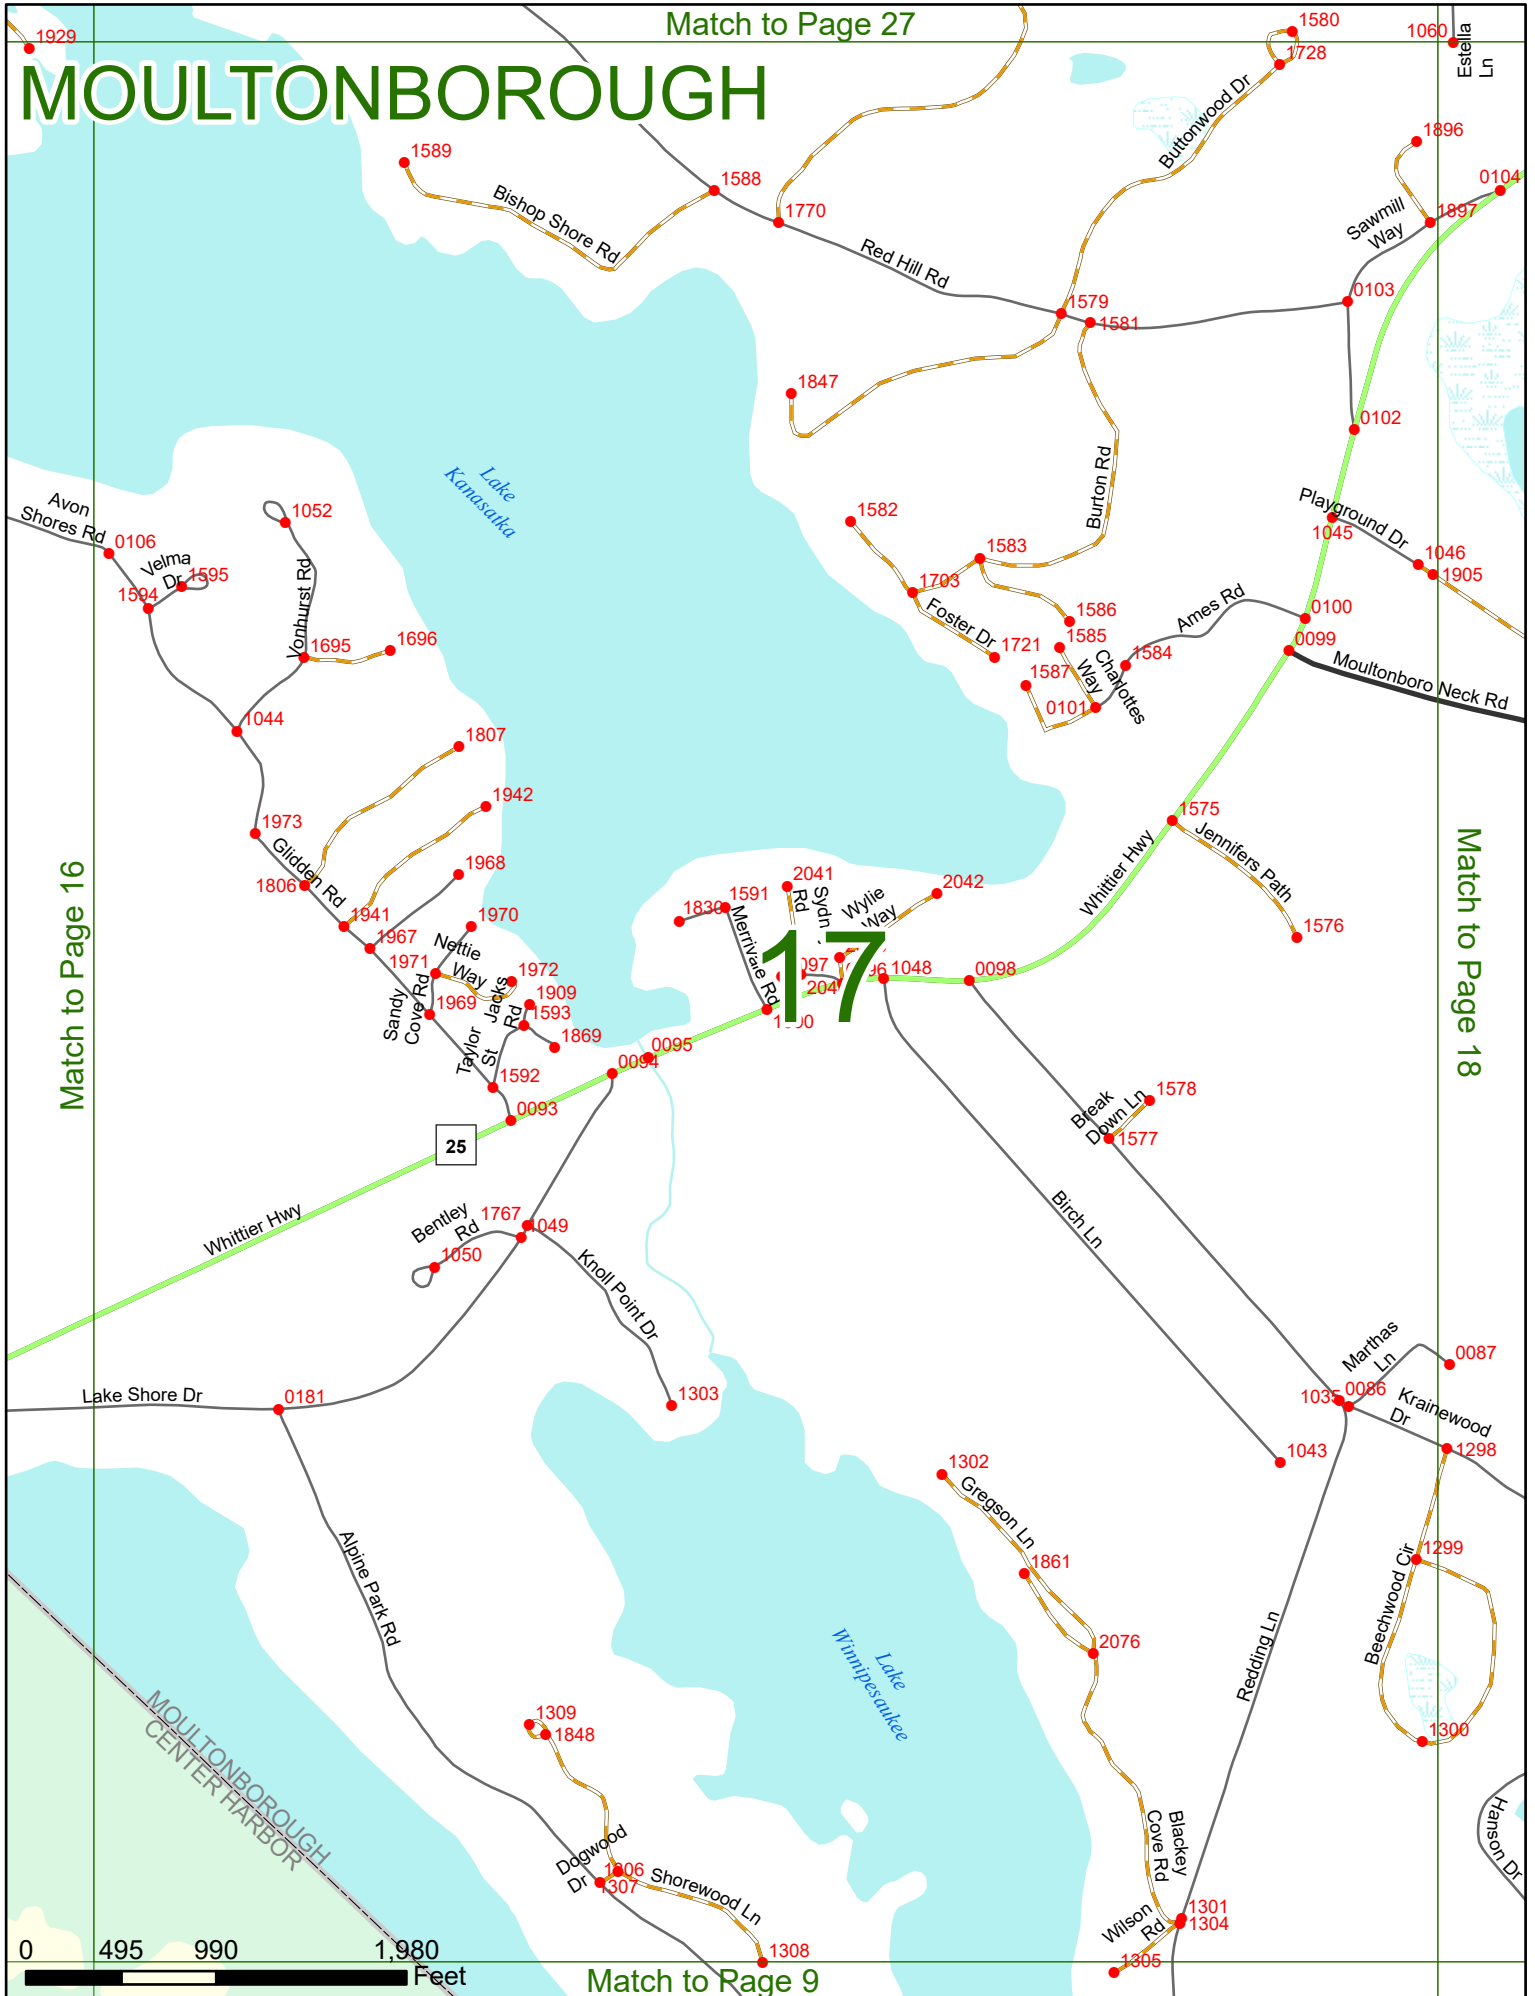 Match to Page 27
MOULTONBOROUGH
1929
1580
1728
1060
Estella
Ln
Buttonwood Dr
1896
1589
1588
0104
Bishop Shore Rd
1770
1897
Sawmill
Way
Red Hill Rd
0103
1579
1581
1847
0102
Lake
Kanasatka
Burton Rd
Avon
Shores Rd
1052
1582
Playground Dr
1045
0106
Velma
Dr
1595
1594
Vonhurst Rd
1583
1046
1905
1703
Foster Dr
1586
Ames Rd
0100
1695
1696
1721
1585
1584
0099
Moultonboro Neck Rd
1587
Charlottes
Way
0101
1044
1807
1942
1575
Jennifers Path
1973
Glidden Rd
1806
1968
Whittier Hwy
Match to Page 16
Match to Page 18
1941
1967
1970
Nettie
Way
1971
1972
Sandy
Cove Rd
1969
Jacks
Rd
1909
1593
1869
Taylor
St
1592
0093
0094
0095
1830
1591
Merrivale Rd
2041
Rd
Wylie
Way
2042
17
1048
0098
1576
25
Whittier Hwy
Break
Down Ln
1578
1577
Birch Ln
Bentley
Rd
1767
1049
1050
Knoll Point Dr
1303
Lake Shore Dr
0181
Marthas
Ln
0087
1035
0086
Krainewood
Dr
1298
1043
1302
Gregson Ln
1861
2076
Alpine Park Rd
Lake
Winnipesaukee
1299
Beechwood Cir
1300
Redding Ln
MOULTONBOROUGH
CENTER HARBOR
1309
1848
Dogwood
Dr
1307
Shorewood Ln
1308
Blackey
Cove Rd
1301
1304
Wilson
Rd
1305
Hanson Dr
0 495 990 1,980
Feet
Match to Page 9